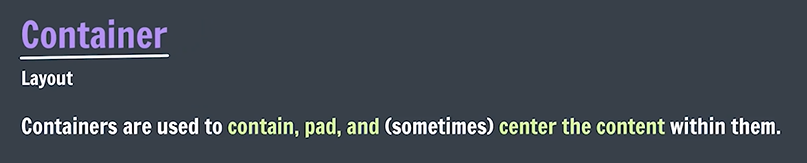 Container
Layout
Containers are used to contain, pad, and (sometimes) center the content within them.